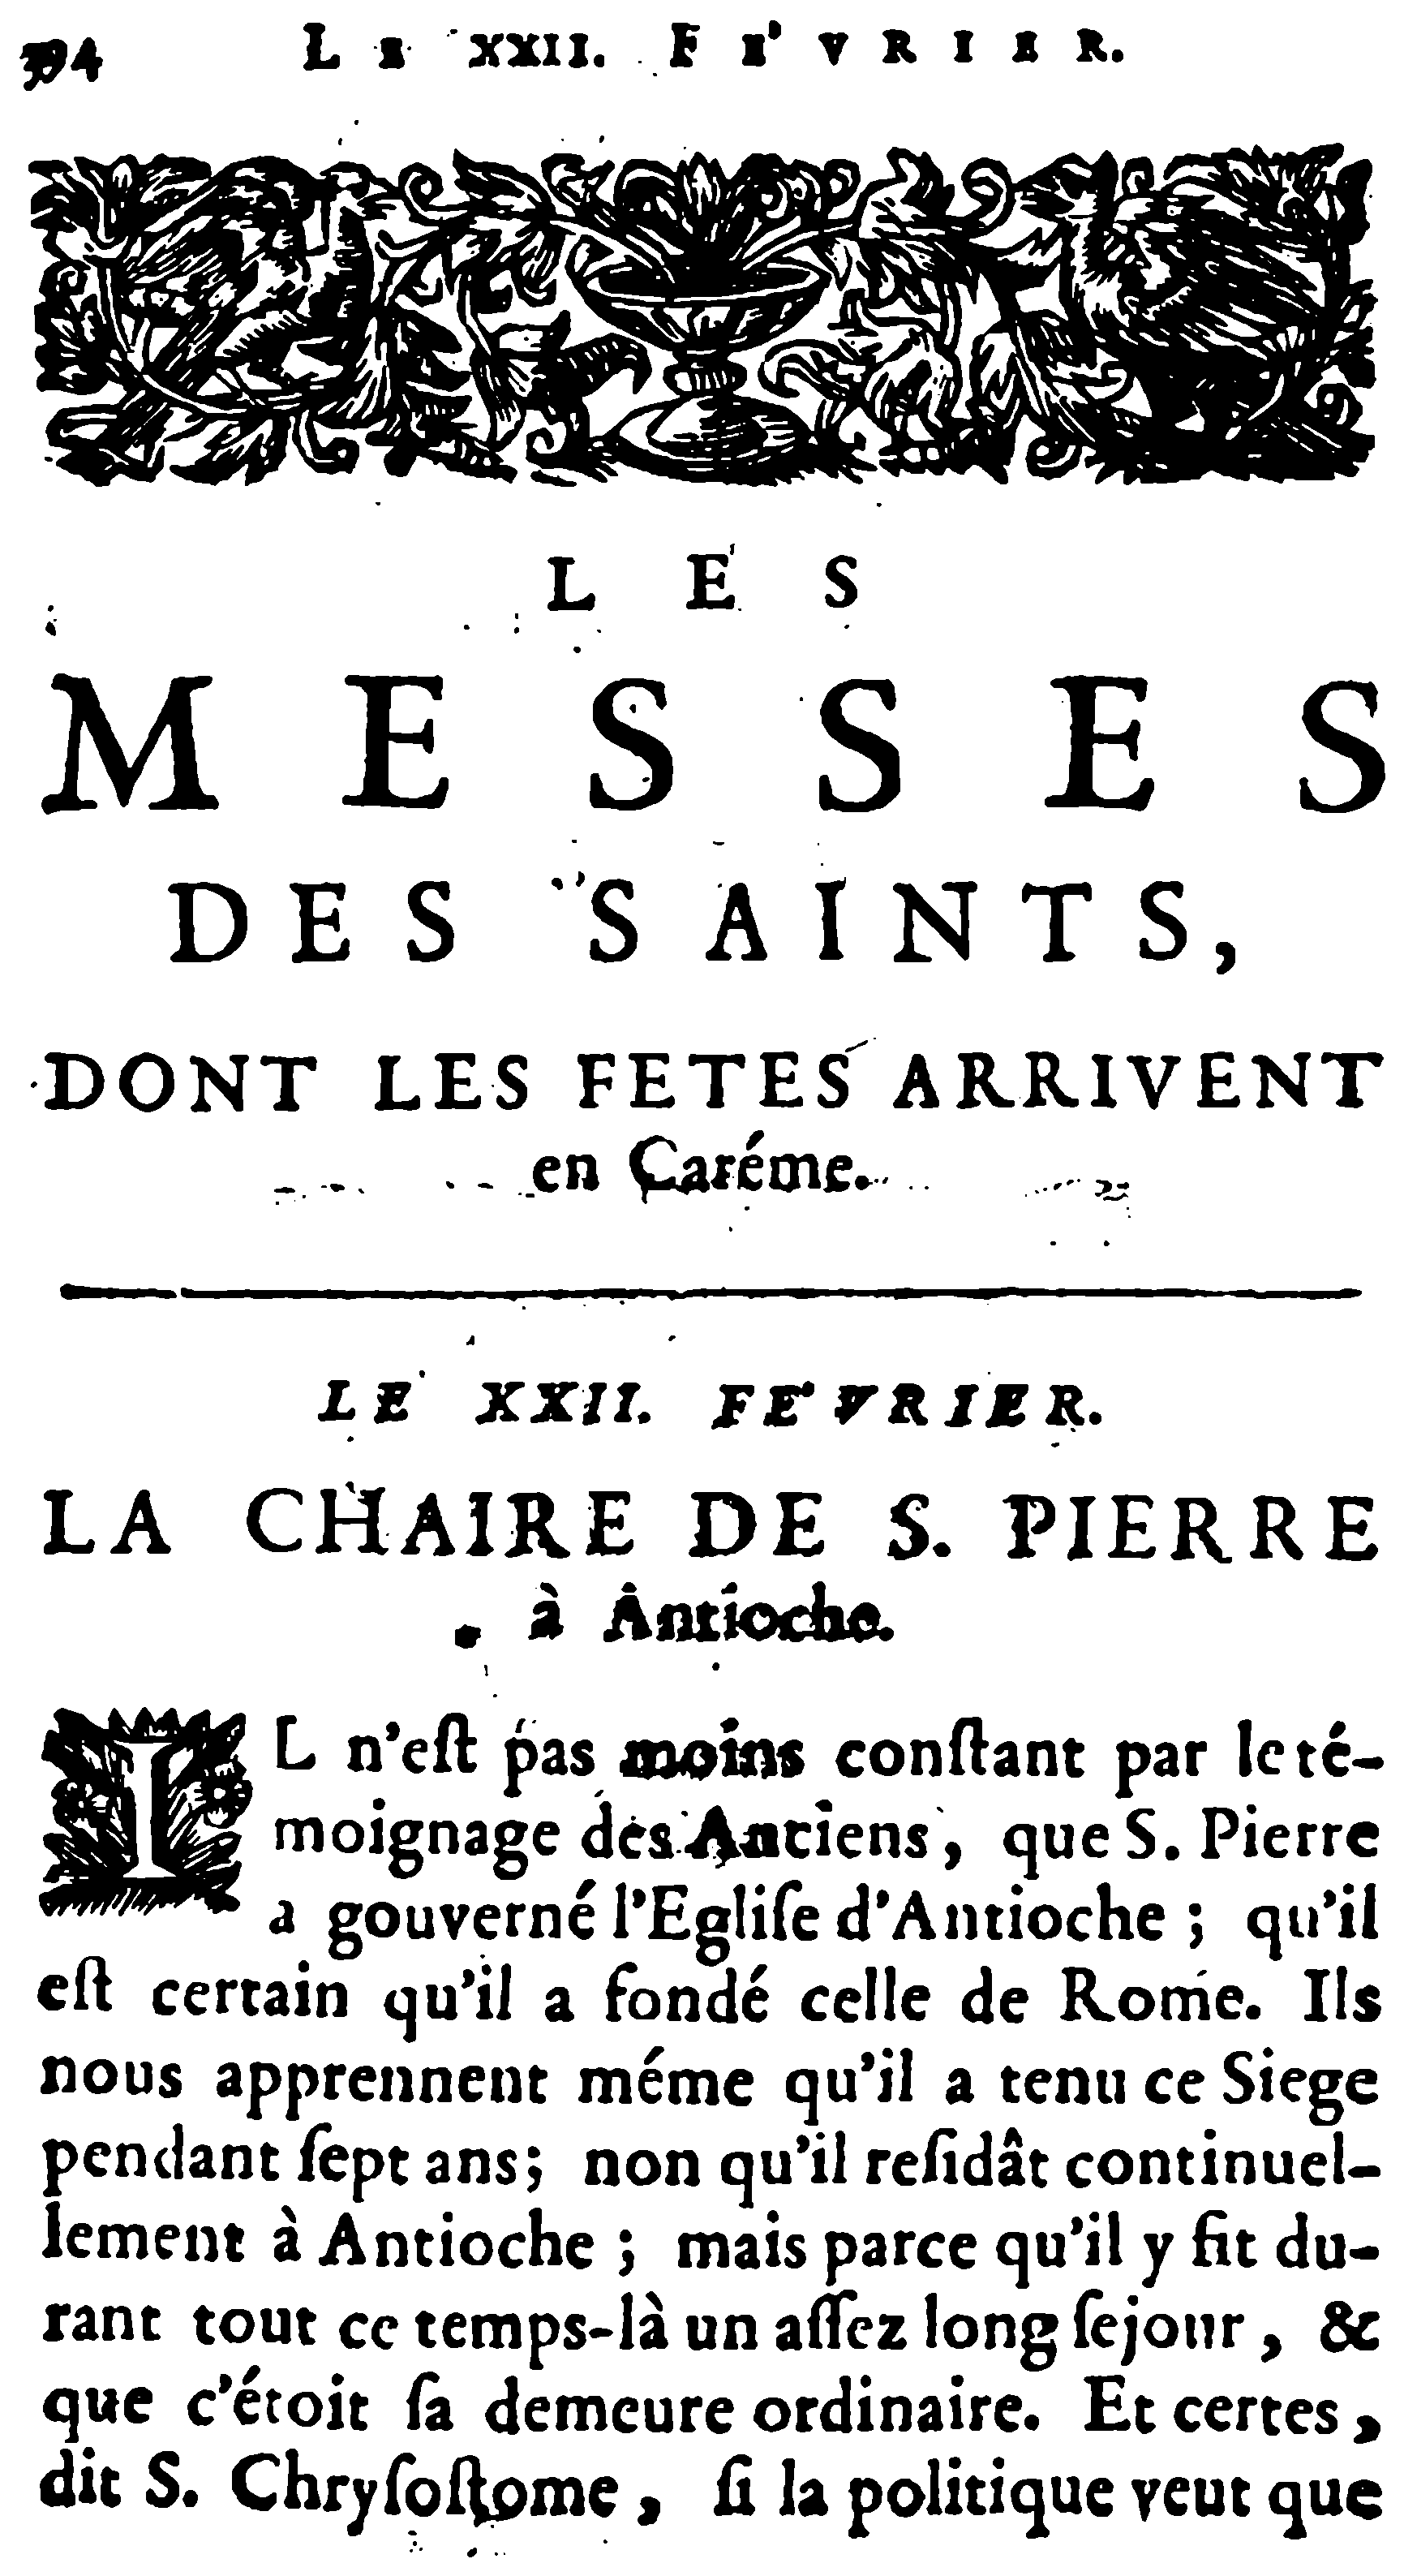 LE XXII. FE'VRIER.
LES
MESSES
DES SAINTS,
DONT LES FETES ARRIVENT
en Caréme.
LE XXII. FE'VRIER.
LA CHAIRE DE S. PIERRE
à Antioche.
IL n'eſt pas moins conſtant par le té-
moignage des Anciens, que S. Pierre
a gouverné l'Egliſe d'Antioche ; qu'il
eſt certain qu'il a fondé celle de Rome. Ils
nous apprennent méme qu'il a tenu ce Siege
pendant ſept ans; non qu'il reſidât continuel-
lement à Antioche ; mais parce qu'il y fit du-
rant tout ce temps-là un aſſez long ſejour, &
que c'étoit ſa demeure ordinaire. Et certes,
dit S. Chryſoſtome, ſi la politique veut que